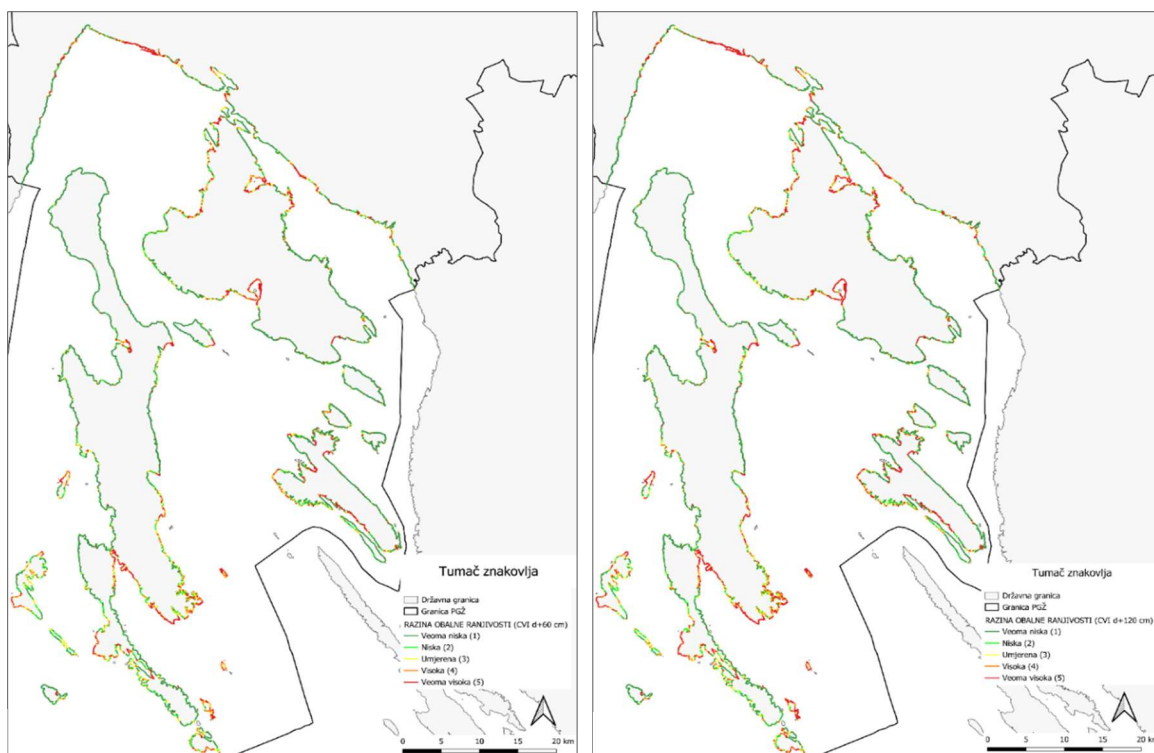 Tumač znakovlja
Državna granica
Granica PGŽ
RAZINA OBALNE RANJIVOSTI (CVI d+60 cm)
Veoma niska (1)
Niska (2)
Umjerena (3)
Visoka (4)
Veoma visoka (5)
0 5 10 15 20 km
Tumač znakovlja
Državna granica
Granica PGŽ
RAZINA OBALNE RANJIVOSTI (CVI d+120 cm)
Veoma niska (1)
Niska (2)
Umjerena (3)
Visoka (4)
Veoma visoka (5)
0 5 10 15 20 km